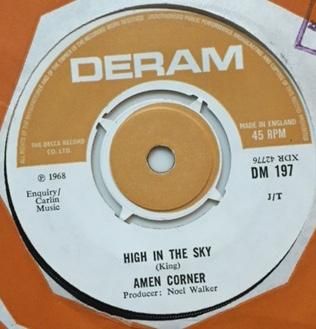 DERAM
THE DECCA RECORD
CO. LTD.
MADE IN ENGLAND
45 RPM
XDR 42776
DM 197
℗ 1968
Enquiry/
Carlin
Music
J/T
HIGH IN THE SKY
(King)
AMEN CORNER
Producer: Noel Walker